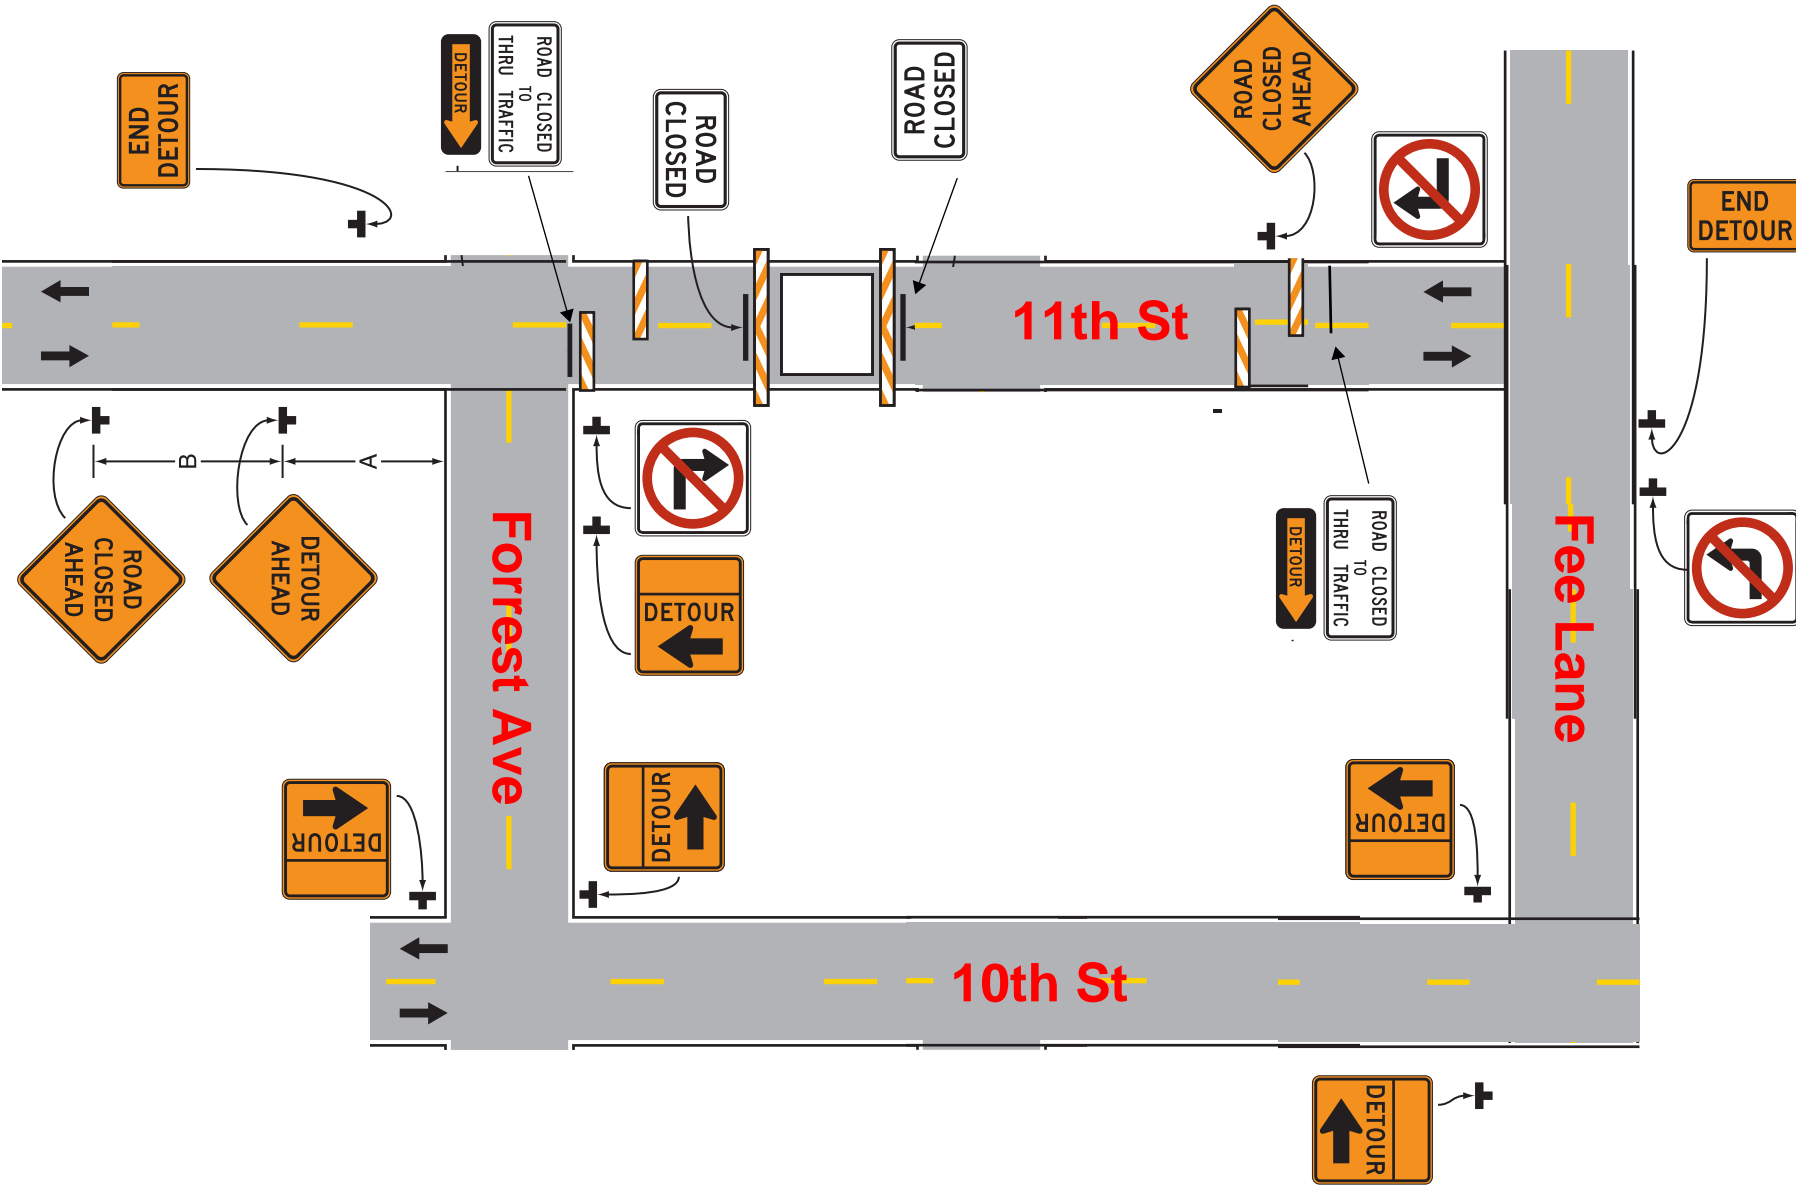 END
DETOUR
DETOUR
ROAD CLOSED
TO
THRU TRAFFIC
ROAD
CLOSED
ROAD
CLOSED
ROAD
CLOSED
AHEAD
END
DETOUR
11th St
B
A
ROAD
CLOSED
AHEAD
DETOUR
AHEAD
Forrest Ave
DETOUR
DETOUR
ROAD CLOSED
TO
THRU TRAFFIC
Fee Lane
DETOUR
DETOUR
DETOUR
10th St
DETOUR